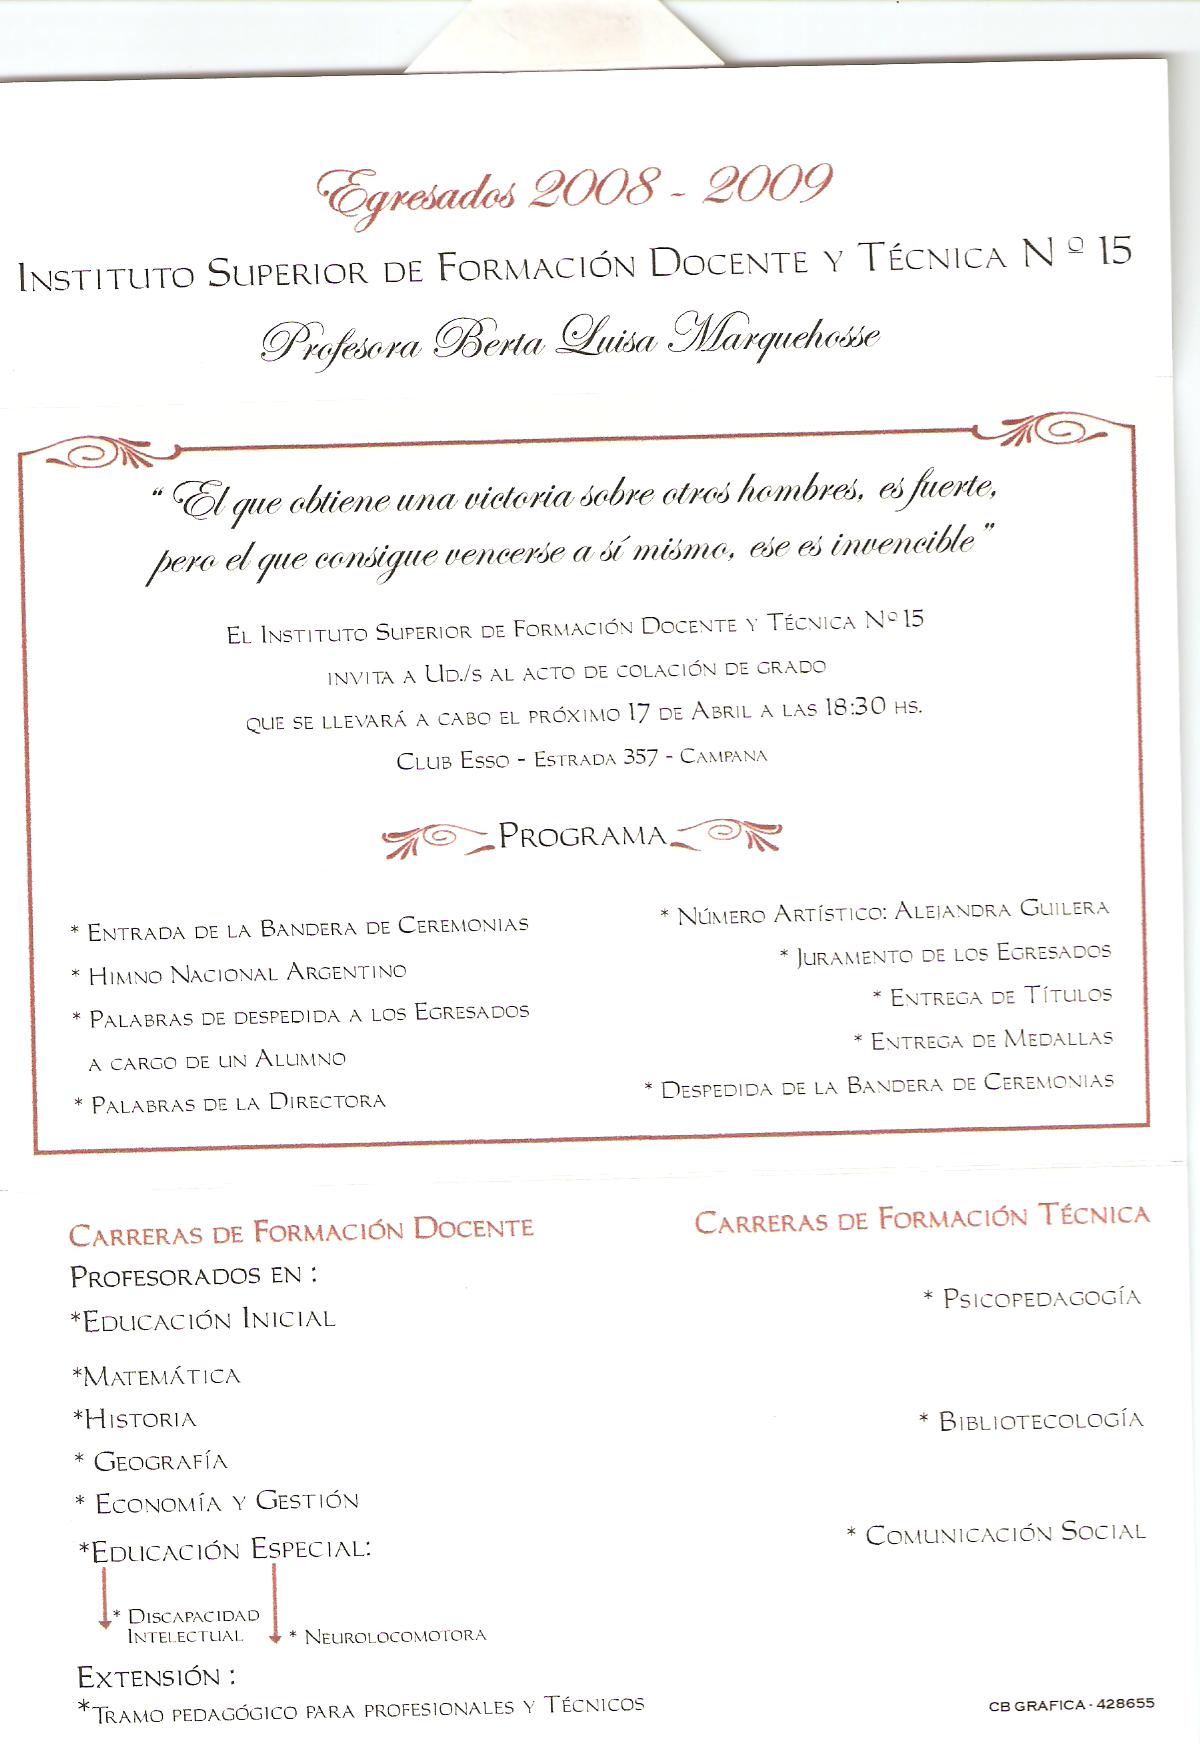 Egresados 2008 - 2009
Instituto Superior de Formación Docente y Técnica Nº 15
Profesora Berta Luisa Marquehosse
“ El que obtiene una victoria sobre otros hombres, es fuerte,
pero el que consigue vencerse a sí mismo, ese es invencible ”
El Instituto Superior de Formación Docente y Técnica Nº 15
invita a Ud./s al acto de colación de grado
que se llevará a cabo el próximo 17 de Abril a las 18:30 hs.
Club Esso - Estrada 357 - Campana
Programa
* Entrada de la Bandera de Ceremonias
* Himno Nacional Argentino
* Palabras de despedida a los Egresados
a cargo de un Alumno
* Palabras de la Directora
* Número Artístico: Alejandra Guilera
* Juramento de los Egresados
* Entrega de Títulos
* Entrega de Medallas
* Despedida de la Bandera de Ceremonias
Carreras de Formación Docente
Profesorados en :
*Educación Inicial
*Matemática
*Historia
* Geografía
* Economía y Gestión
*Educación Especial:
* Discapacidad
Intelectual
* Neurolocomotora
Extensión :
*Tramo pedagógico para profesionales y Técnicos
Carreras de Formación Técnica
* Psicopedagogía
* Bibliotecología
* Comunicación Social
CB GRAFICA - 428655